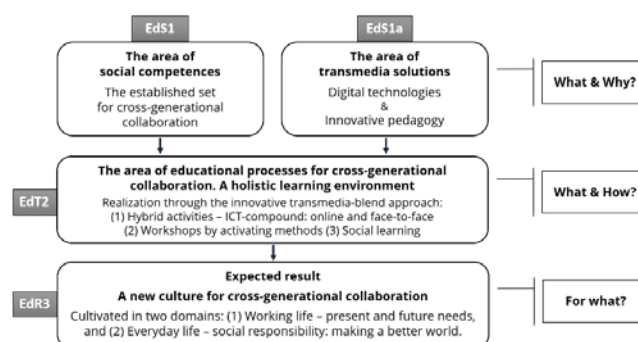 EdS1
EdS1a
The area of
social competences
The established set
for cross-generational
collaboration
The area of
transmedia solutions
Digital technologies
&
Innovative pedagogy
What & Why?
EdT2
The area of educational processes for cross-generational
collaboration. A holistic learning environment
Realization through the innovative transmedia-blend approach:
(1) Hybrid activities – ICT-compound: online and face-to-face
(2) Workshops by activating methods (3) Social learning
What & How?
EdR3
Expected result
A new culture for cross-generational collaboration
Cultivated in two domains: (1) Working life – present and future needs,
and (2) Everyday life – social responsibility: making a better world.
For what?